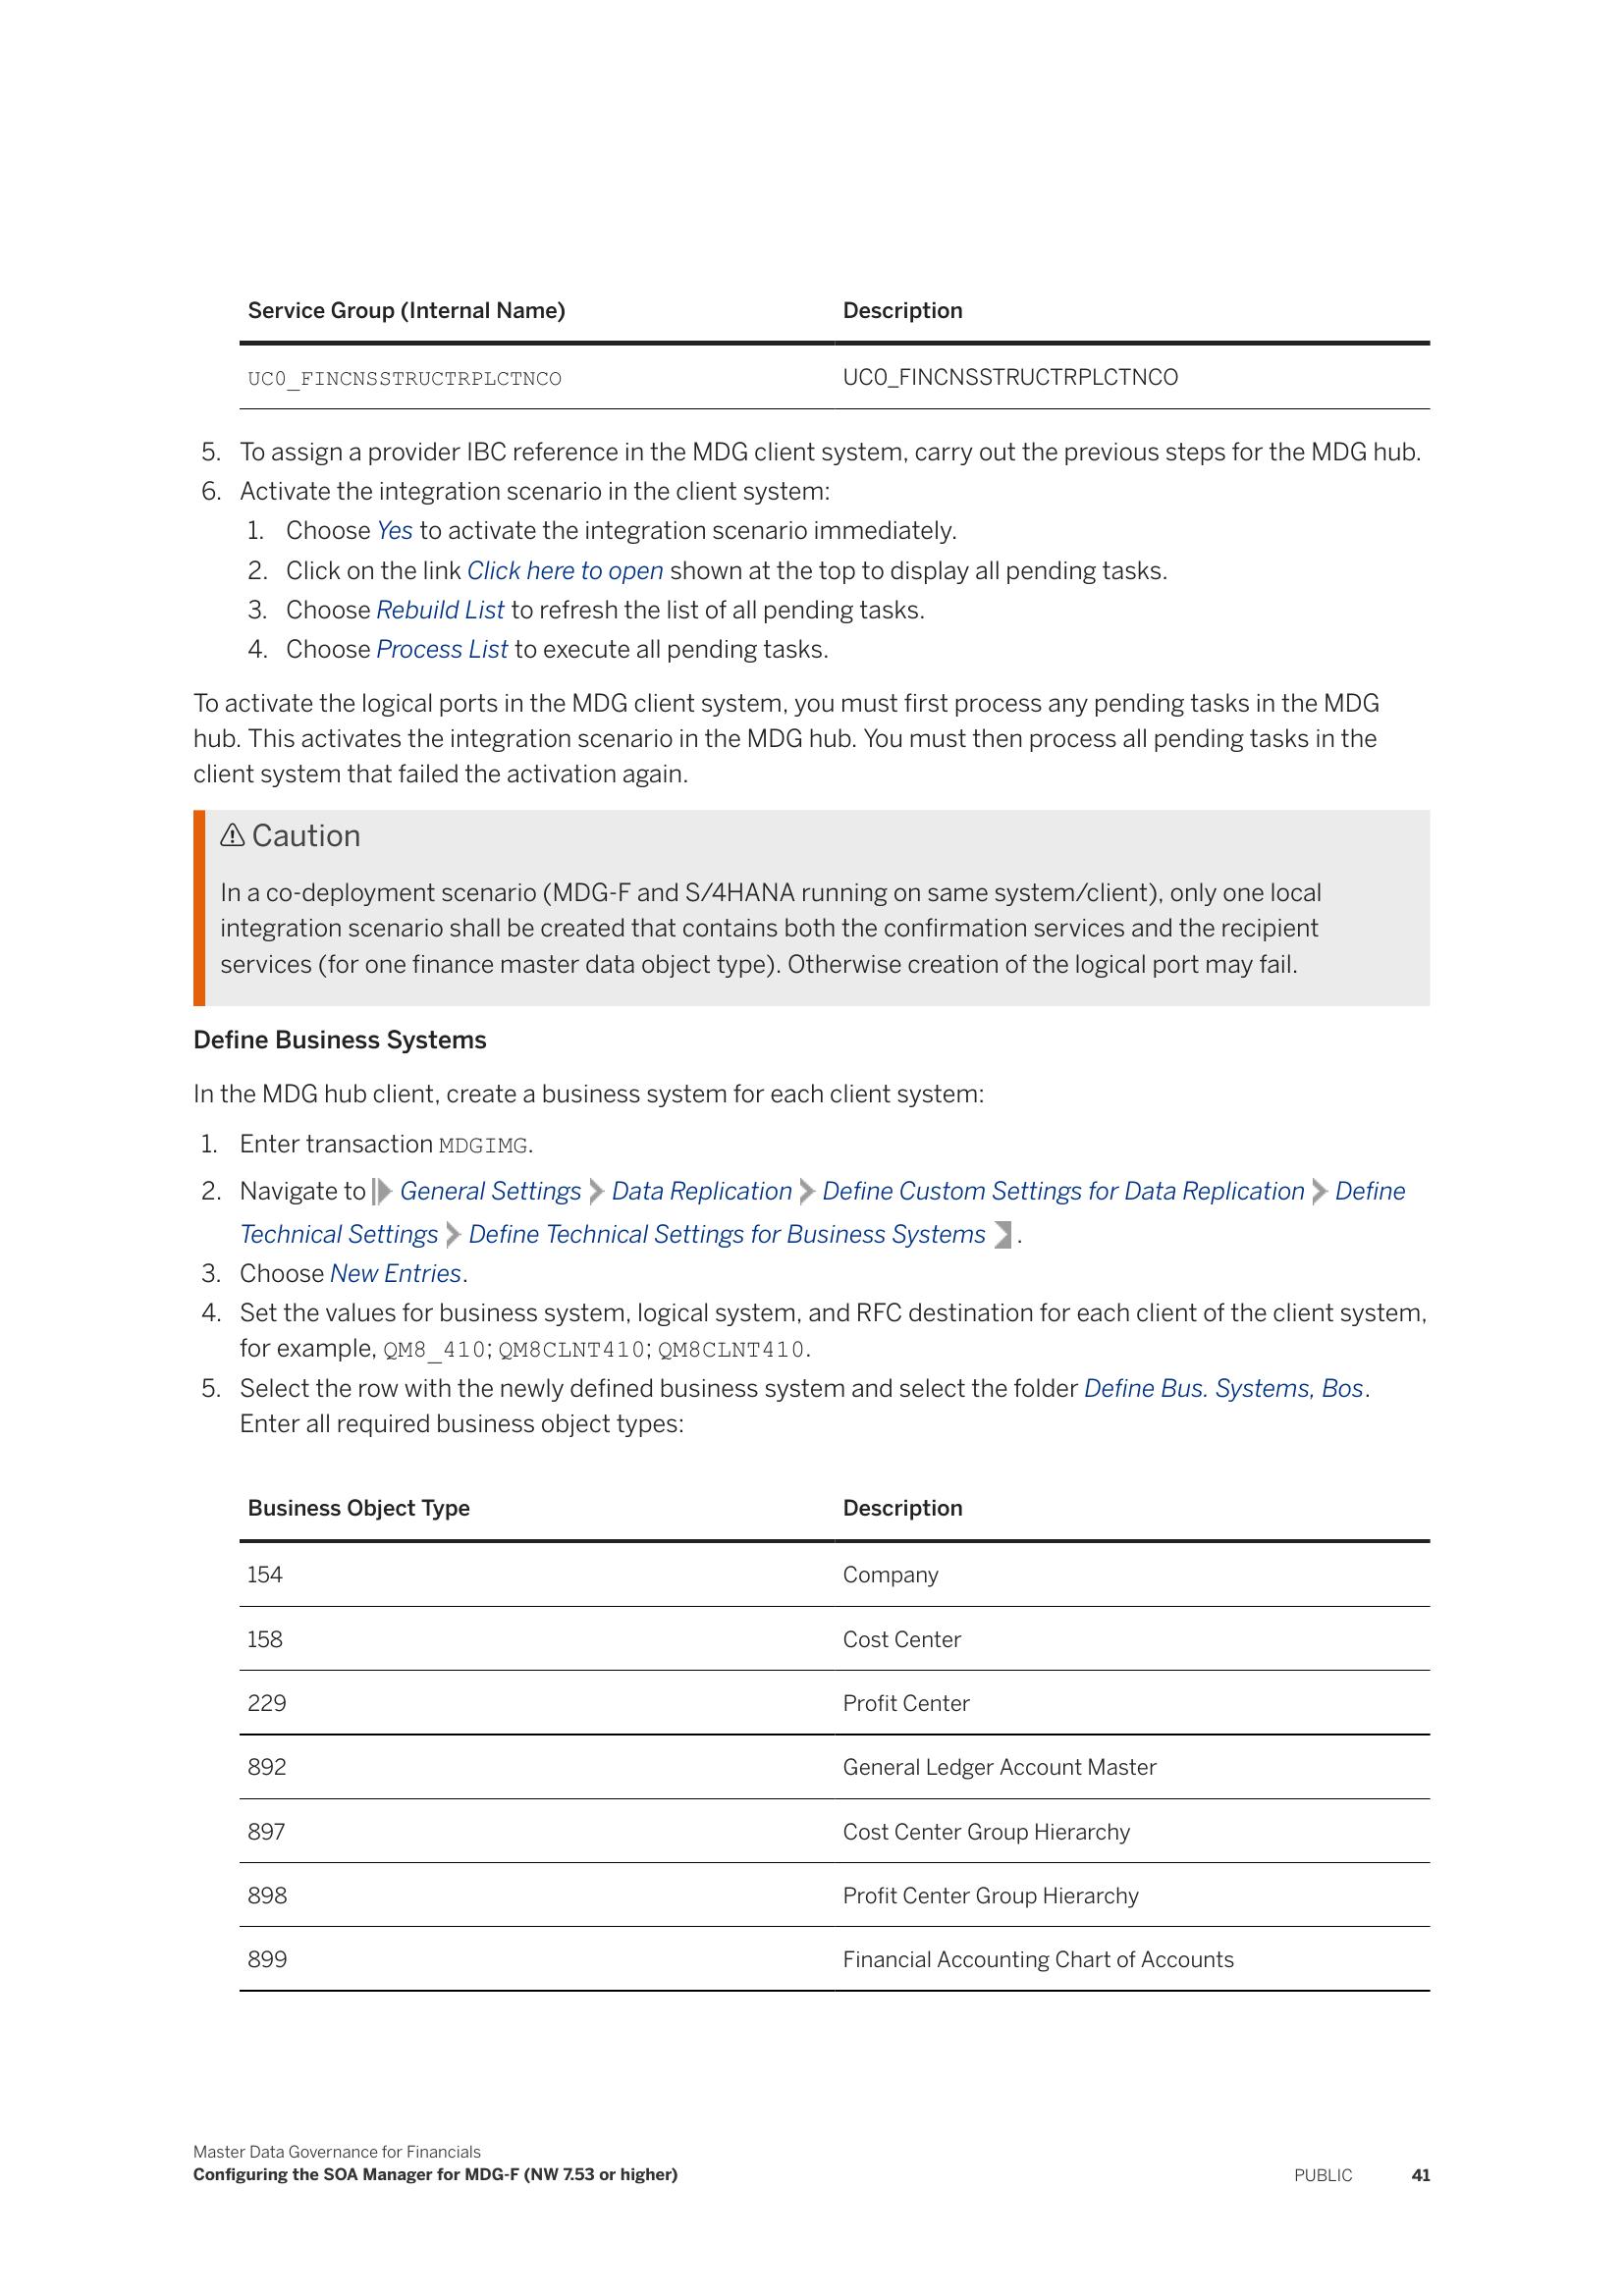 Service Group (Internal Name) Description
UC0_FINCNSSTRUCTRPLCTNCO UC0_FINCNSSTRUCTRPLCTNCO
5. To assign a provider IBC reference in the MDG client system, carry out the previous steps for the MDG hub.
6. Activate the integration scenario in the client system:
1. Choose Yes to activate the integration scenario immediately.
2. Click on the link Click here to open shown at the top to display all pending tasks.
3. Choose Rebuild List to refresh the list of all pending tasks.
4. Choose Process List to execute all pending tasks.
To activate the logical ports in the MDG client system, you must first process any pending tasks in the MDG
hub. This activates the integration scenario in the MDG hub. You must then process all pending tasks in the
client system that failed the activation again.
Caution
In a co-deployment scenario (MDG-F and S/4HANA running on same system/client), only one local
integration scenario shall be created that contains both the confirmation services and the recipient
services (for one finance master data object type). Otherwise creation of the logical port may fail.
Define Business Systems
In the MDG hub client, create a business system for each client system:
1. Enter transaction MDGIMG.
2. Navigate to General Settings Data Replication Define Custom Settings for Data Replication Define
Technical Settings Define Technical Settings for Business Systems .
3. Choose New Entries.
4. Set the values for business system, logical system, and RFC destination for each client of the client system,
for example, QM8_410; QM8CLNT410; QM8CLNT410.
5. Select the row with the newly defined business system and select the folder Define Bus. Systems, Bos.
Enter all required business object types:
Business Object Type Description
154 Company
158 Cost Center
229 Profit Center
892 General Ledger Account Master
897 Cost Center Group Hierarchy
898 Profit Center Group Hierarchy
899 Financial Accounting Chart of Accounts
Master Data Governance for Financials
Configuring the SOA Manager for MDG-F (NW 7.53 or higher) PUBLIC 41